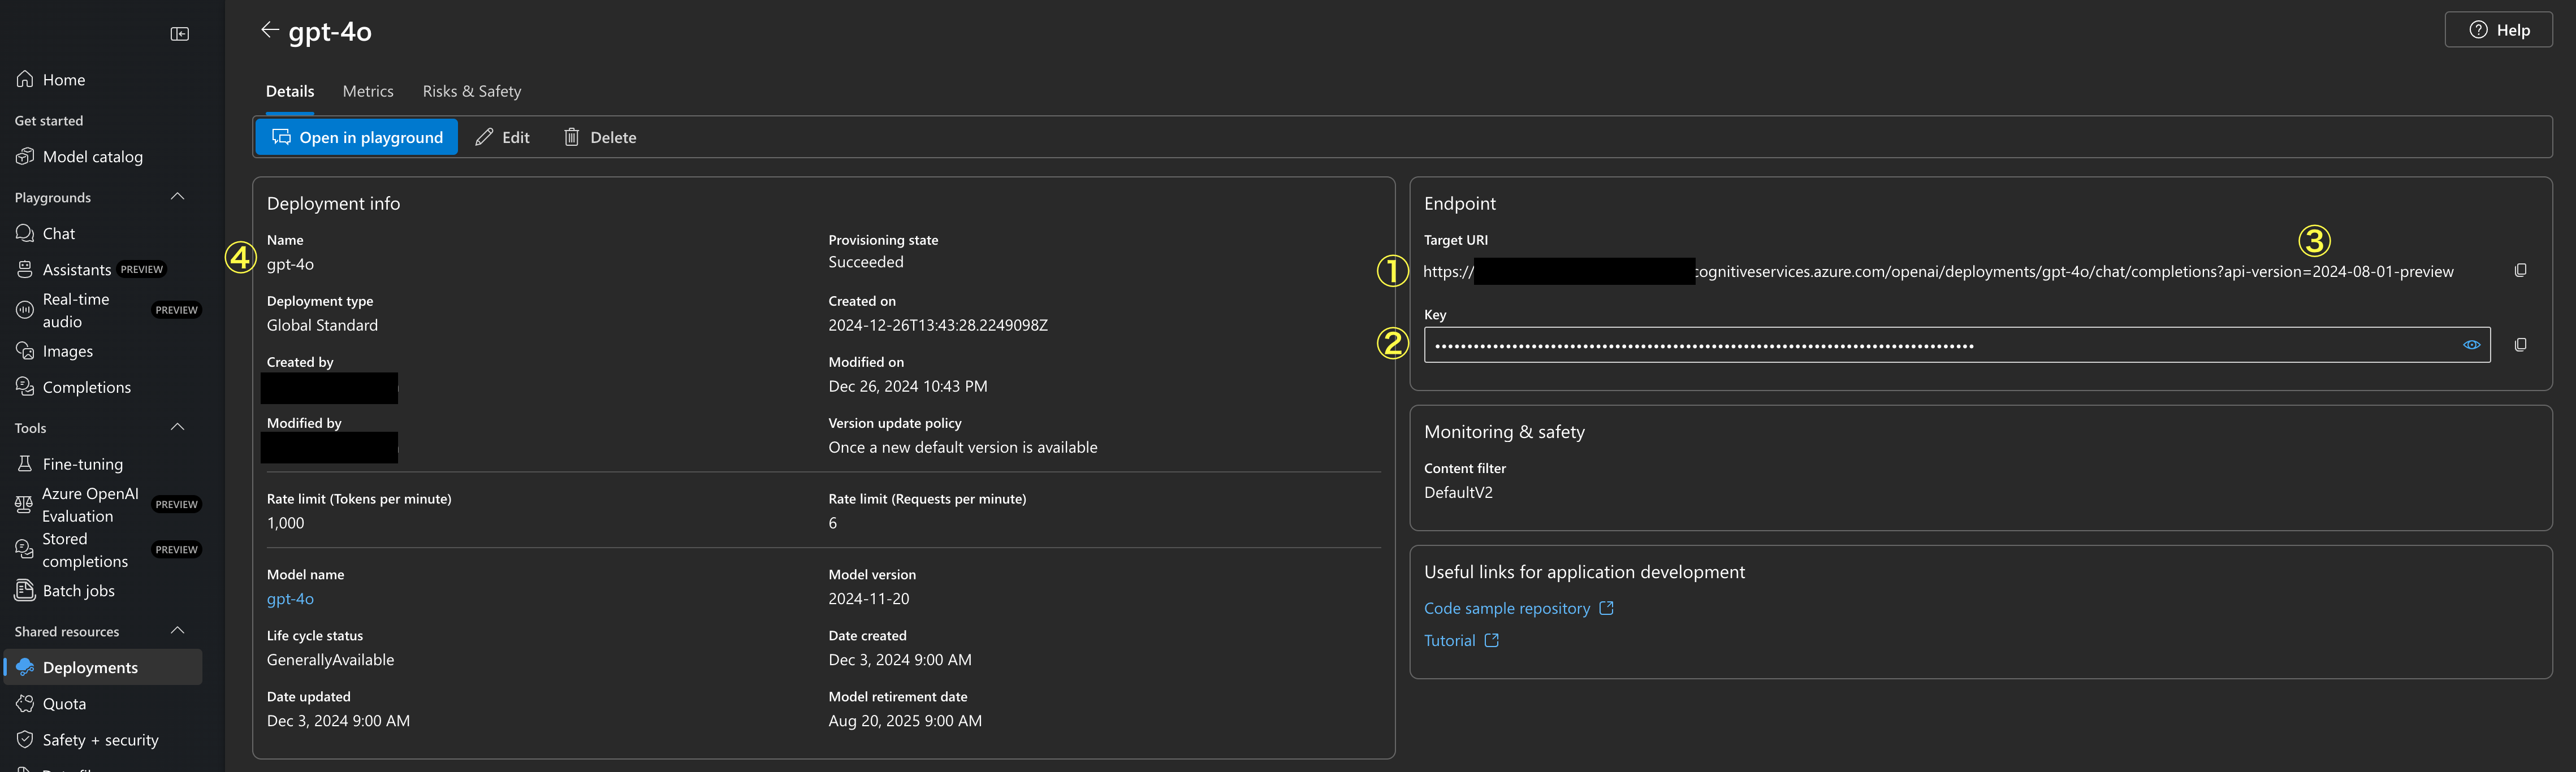 gpt-4o
Help
Home
Get started
Model catalog
Playgrounds
Chat
Assistants PREVIEW
Real-time
audio PREVIEW
Images
Completions
Tools
Fine-tuning
Azure OpenAI
Evaluation PREVIEW
Stored
completions PREVIEW
Batch jobs
Shared resources
Deployments
Quota
Safety + security
Details Metrics Risks & Safety
Open in playground Edit Delete
Deployment info
④
Name
gpt-4o
Provisioning state
Succeeded
Deployment type
Global Standard
Created on
2024-12-26T13:43:28.2249098Z
Created by
Modified on
Dec 26, 2024 10:43 PM
Modified by
Version update policy
Once a new default version is available
Rate limit (Tokens per minute)
1,000
Rate limit (Requests per minute)
6
Model name
gpt-4o
Model version
2024-11-20
Life cycle status
GenerallyAvailable
Date created
Dec 3, 2024 9:00 AM
Date updated
Dec 3, 2024 9:00 AM
Model retirement date
Aug 20, 2025 9:00 AM
Endpoint
Target URI
③
① https:// ognitiveservices.azure.com/openai/deployments/gpt-4o/chat/completions?api-version=2024-08-01-preview
Key
②
Monitoring & safety
Content filter
DefaultV2
Useful links for application development
Code sample repository
Tutorial